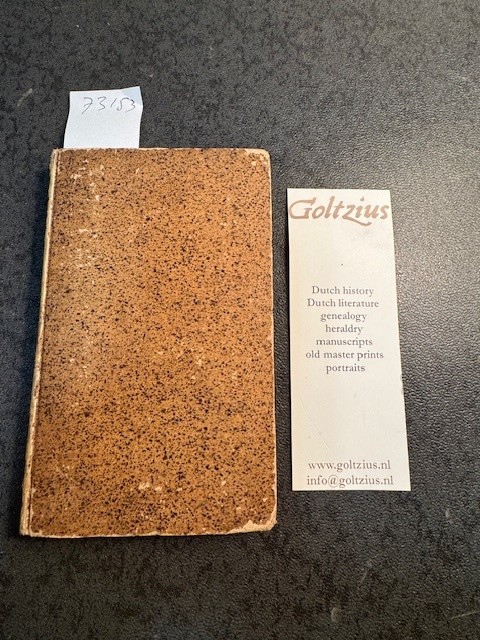 73153
Goltzius
Dutch history
Dutch literature
genealogy
heraldry
manuscripts
old master prints
portraits
www.goltzius.nl
info@goltzius.nl